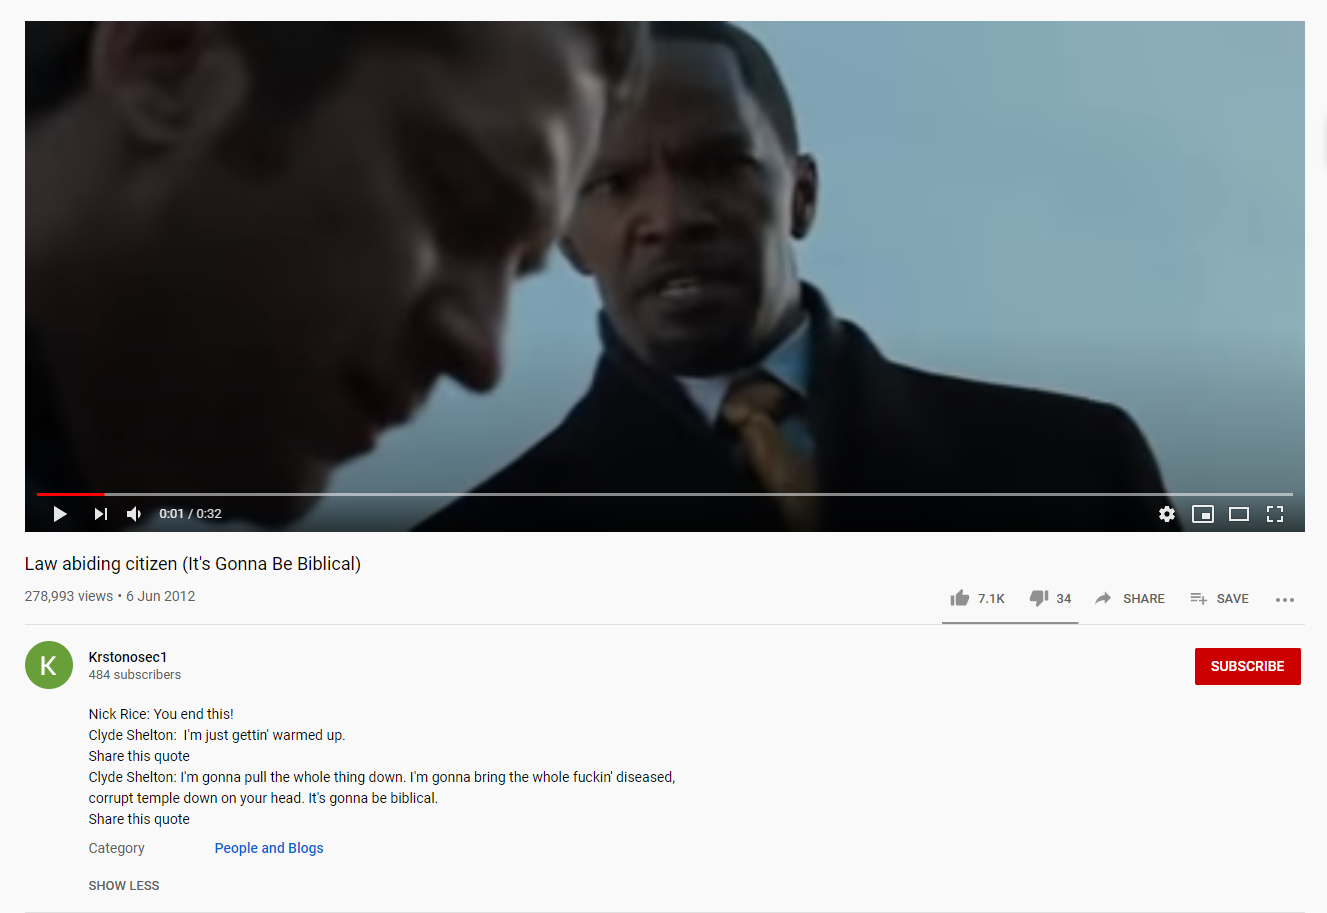 0:01 / 0:32
Law abiding citizen (It's Gonna Be Biblical)
278,993 views • 6 Jun 2012
7.1K 34 SHARE SAVE
K
Krstonosec1
484 subscribers
SUBSCRIBE
Nick Rice: You end this!
Clyde Shelton:  I'm just gettin' warmed up.
Share this quote
Clyde Shelton: I'm gonna pull the whole thing down. I'm gonna bring the whole fuckin' diseased,
corrupt temple down on your head. It's gonna be biblical.
Share this quote
Category People and Blogs
SHOW LESS